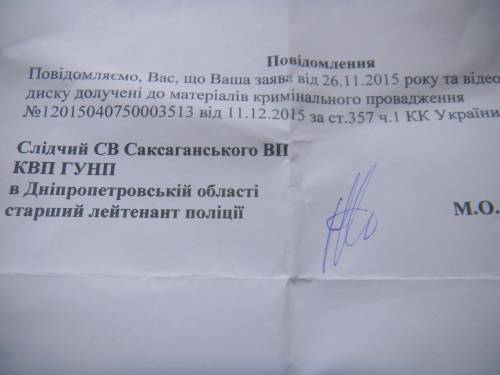 Повідомлення
Повідомляємо, Вас, що Ваша заява від 26.11.2015 року та відео
диску долучені до матеріалів кримінального провадження
№12015040750003513 від 11.12.2015 за ст.357 ч.1 КК України
Слідчий СВ Саксаганського ВП
КВП ГУНП
в Дніпропетровській області
старший лейтенант поліції
М.О.